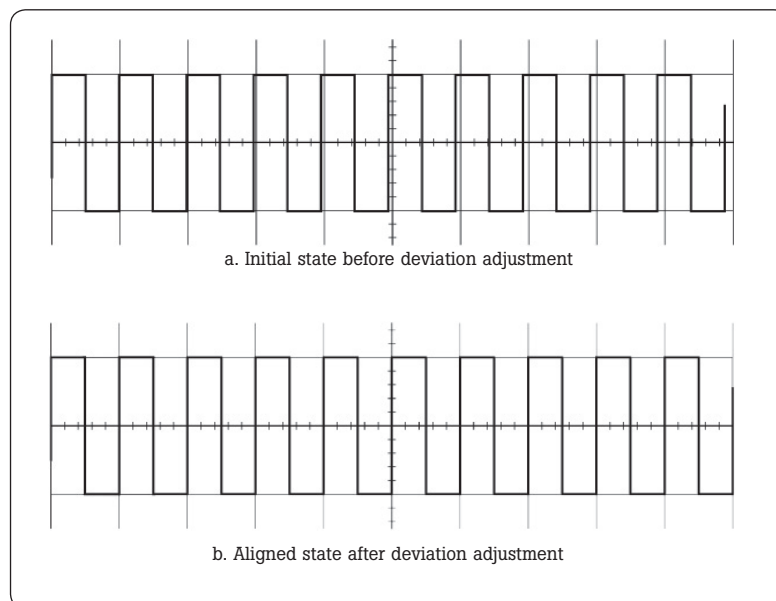 a. Initial state before deviation adjustment
b. Aligned state after deviation adjustment